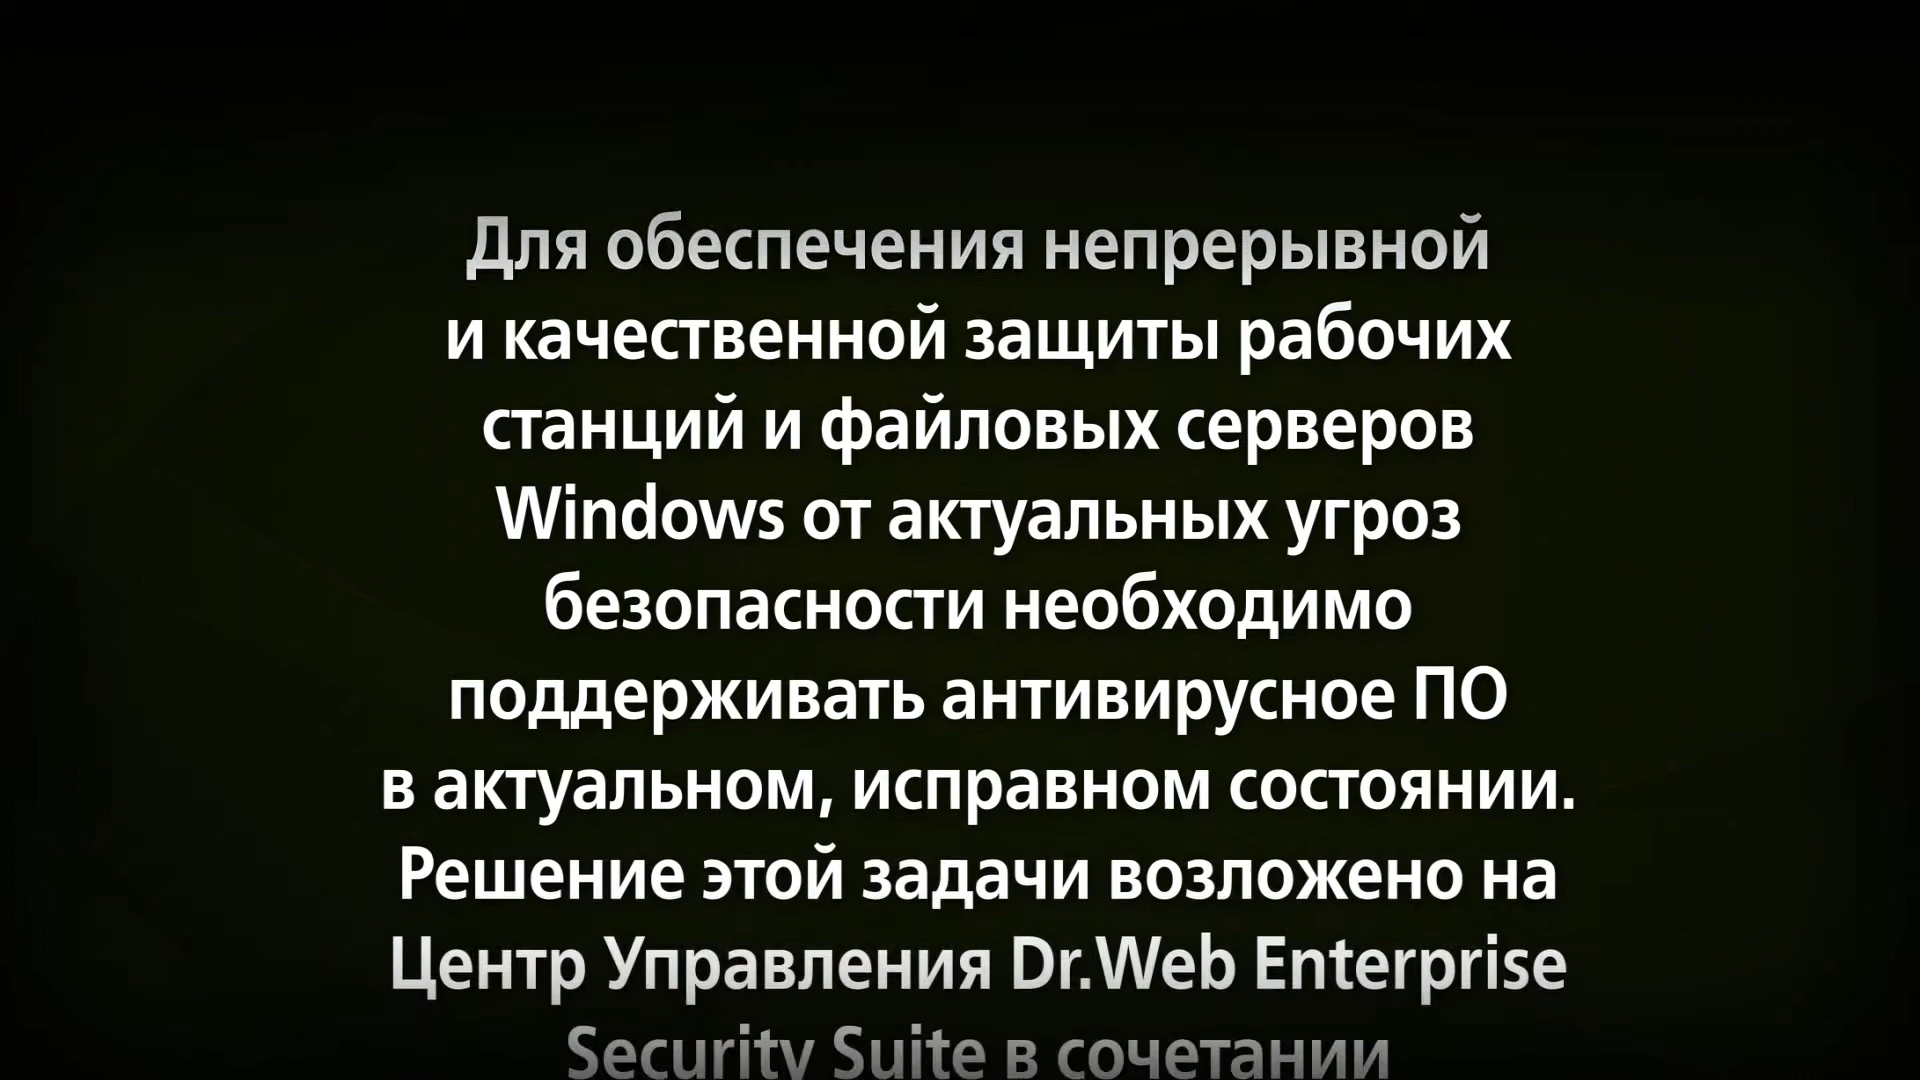 Для обеспечения непрерывной
и качественной защиты рабочих
станций и файловых серверов
Windows от актуальных угроз
безопасности необходимо
поддерживать антивирусное ПО
в актуальном, исправном состоянии.
Решение этой задачи возложено на
Центр Управления Dr.Web Enterprise
Security Suite в сочетании